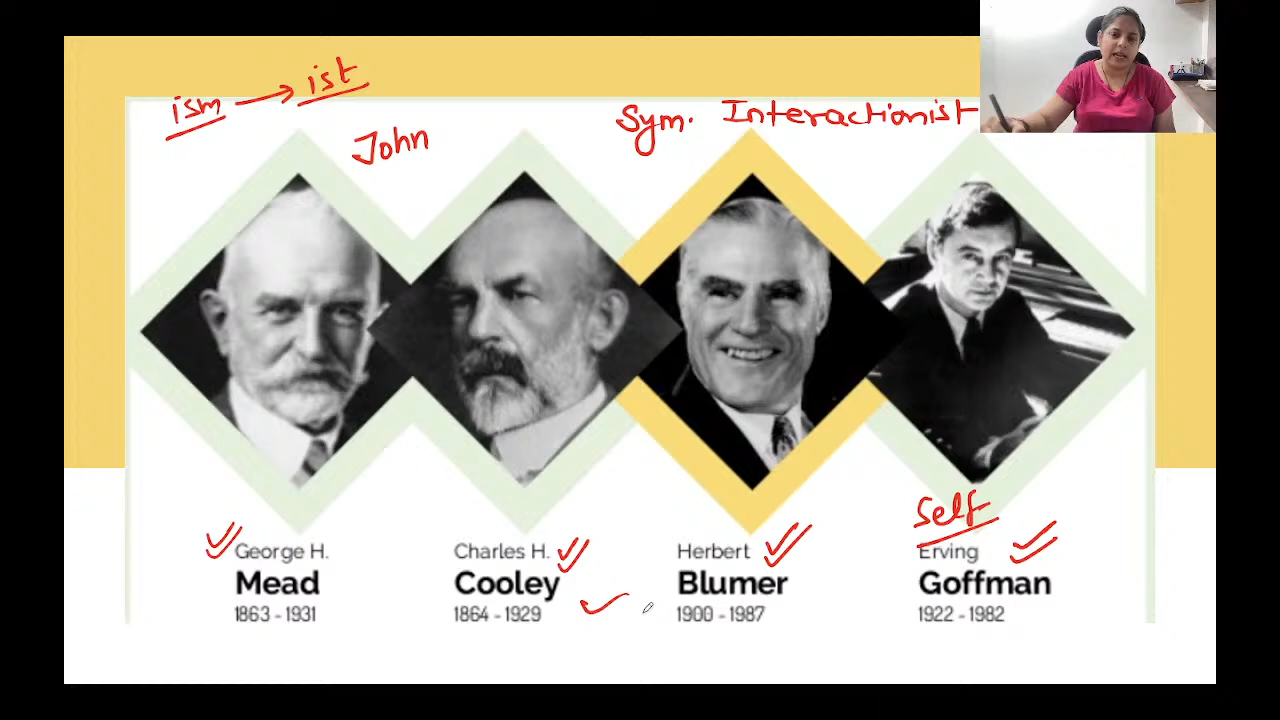 ism → ist
John
Sym. Interactionist
Self
George H.
Mead
1863 - 1931
Charles H.
Cooley
1864 - 1929
Herbert
Blumer
1900 - 1987
Erving
Goffman
1922 - 1982